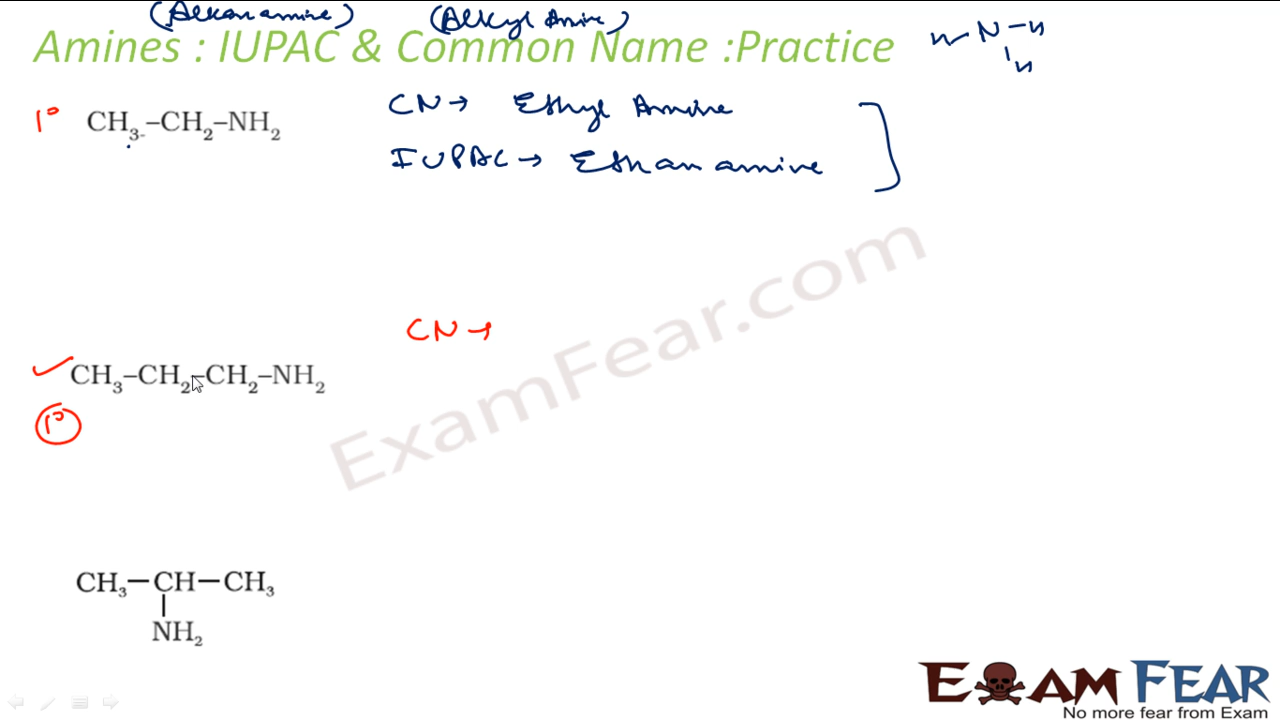 (Alkanamine) (Alkyl Amine)
Amines : IUPAC & Common Name :Practice
N–H
H
1° CH₃–CH₂–NH₂
CN → Ethyl Amine
IUPAC → Ethanamine
CN →
CH₃–CH₂–CH₂–NH₂
1°
CH₃–CH–CH₃
|
NH₂
ExamFear.com
EXAM FEAR
No more fear from Exam